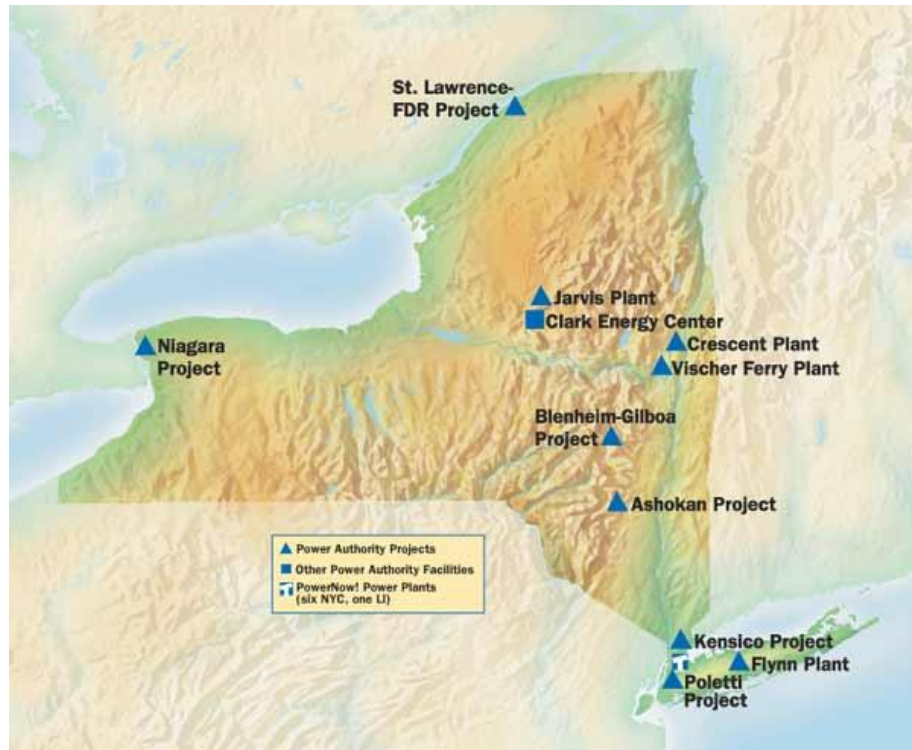 St. Lawrence-
FDR Project
Jarvis Plant
Clark Energy Center
Niagara
Project
Crescent Plant
Vischer Ferry Plant
Blenheim-Gilboa
Project
Ashokan Project
Power Authority Projects
Other Power Authority Facilities
PowerNow! Power Plants
(six NYC, one LI)
Kensico Project
Flynn Plant
Poletti
Project